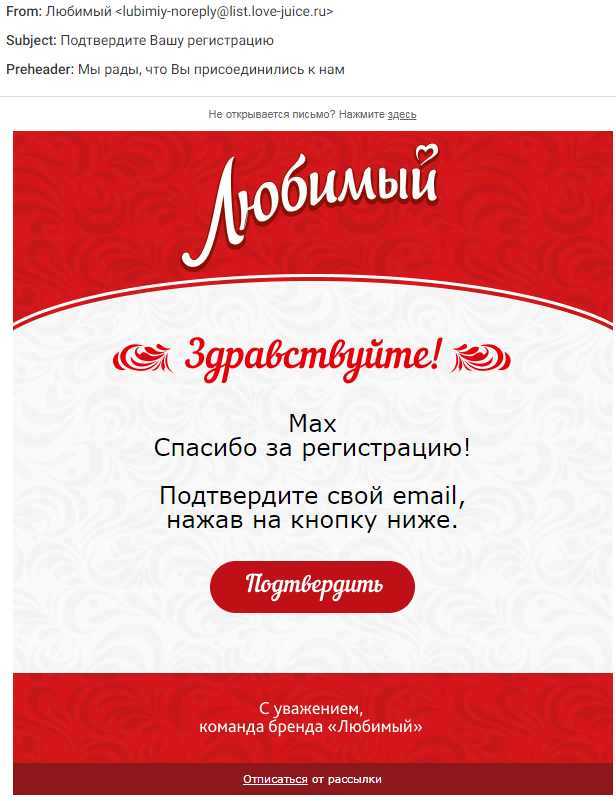 From: Любимый <lubimiy-noreply@list.love-juice.ru>
Subject: Подтвердите Вашу регистрацию
Preheader: Мы рады, что Вы присоединились к нам
Не открывается письмо? Нажмите здесь
Любимый
Здравствуйте!
Max
Спасибо за регистрацию!
Подтвердите свой email,
нажав на кнопку ниже.
Подтвердить
С уважением,
команда бренда «Любимый»
Отписаться от рассылки